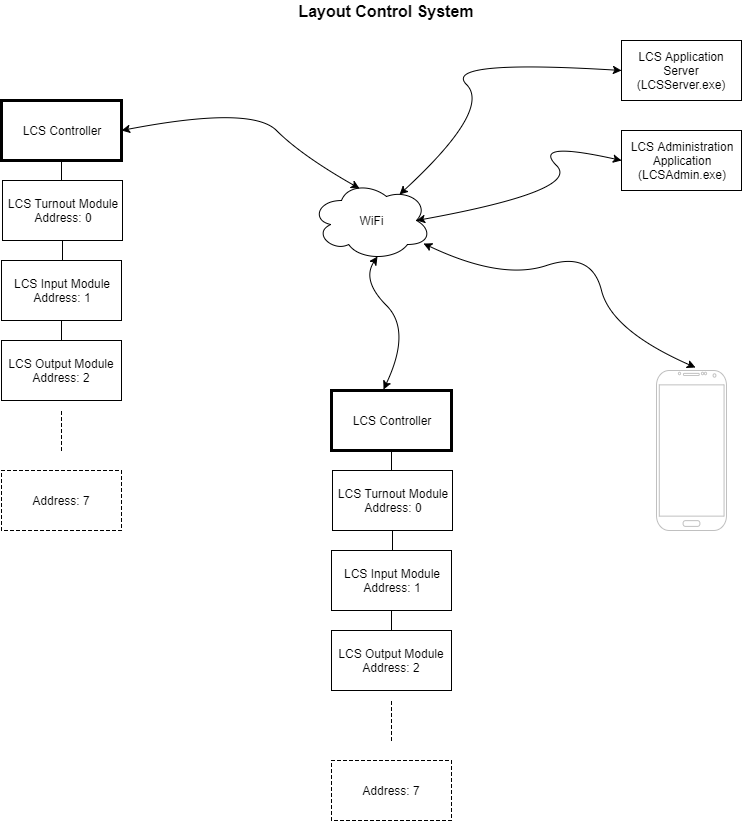 Layout Control System
LCS Application
Server
(LCSServer.exe)
LCS Controller
LCS Administration
Application
(LCSAdmin.exe)
LCS Turnout Module
Address: 0
WiFi
LCS Input Module
Address: 1
LCS Output Module
Address: 2
Address: 7
LCS Controller
LCS Turnout Module
Address: 0
LCS Input Module
Address: 1
LCS Output Module
Address: 2
Address: 7